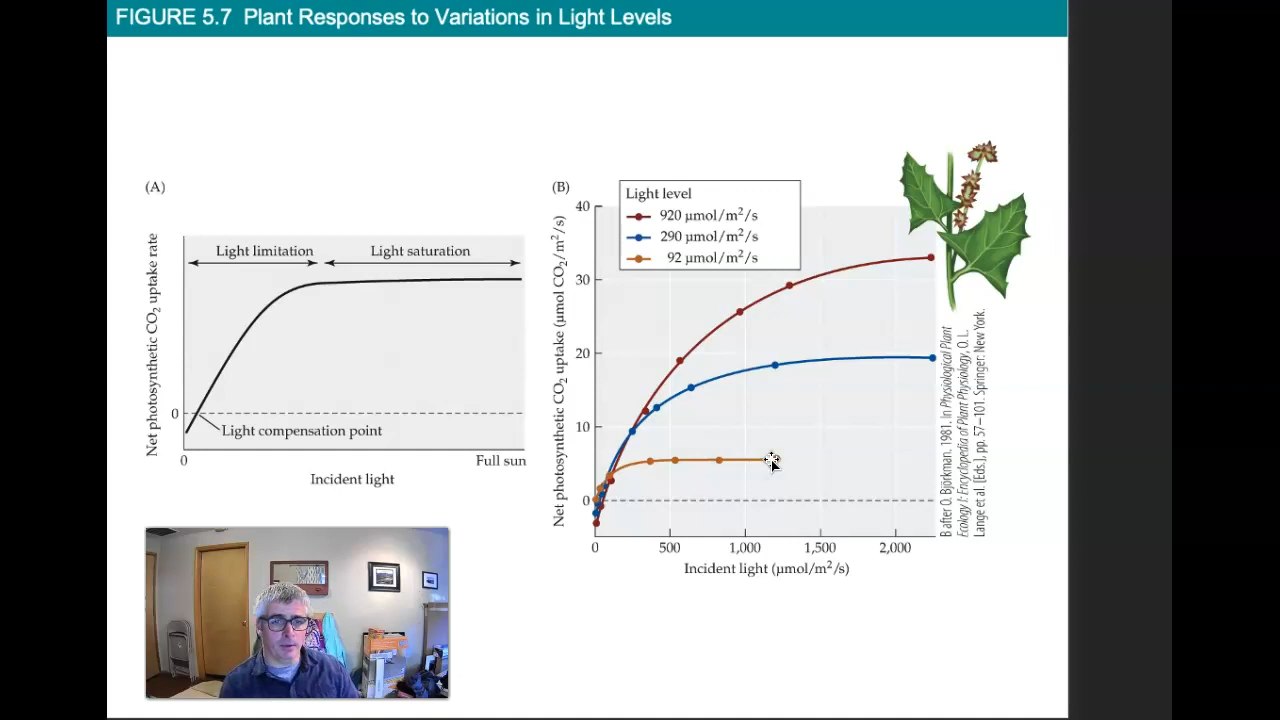 FIGURE 5.7 Plant Responses to Variations in Light Levels
(A)
Net photosynthetic CO₂ uptake rate
Light limitation
Light saturation
0
Light compensation point
0
Full sun
Incident light
(B)
Net photosynthetic CO₂ uptake (μmol CO₂/m²/s)
Light level
920 μmol/m²/s
290 μmol/m²/s
92 μmol/m²/s
40
30
20
10
0
0
500
1,000
1,500
2,000
Incident light (μmol/m²/s)
B after O. Björkman. 1981. In Physiological Plant
Ecology I: Encyclopedia of Plant Physiology, O. L.
Lange et al. [Eds.], pp. 57–101. Springer: New York.